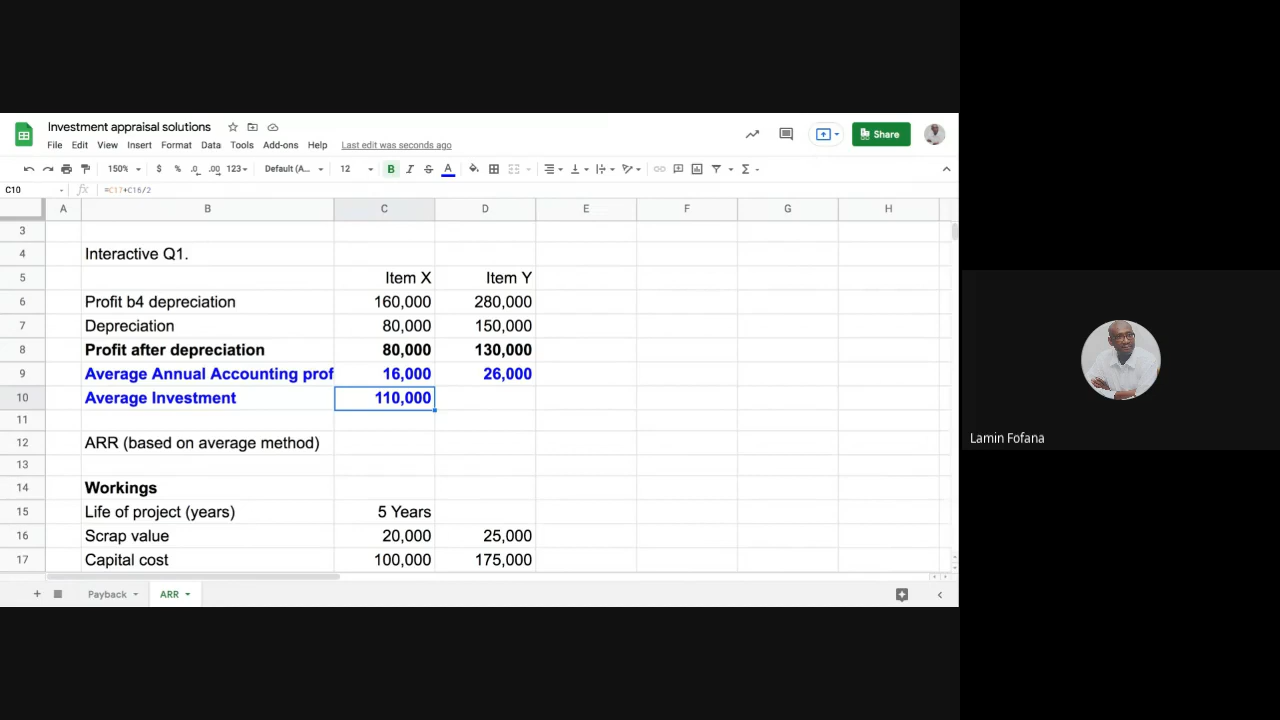 Investment appraisal solutions
File Edit View Insert Format Data Tools Add-ons Help Last edit was seconds ago
Share
150% $ % .0 .00 123 Default (A... 12 B I S A Σ
C10 fx =C17+C16/2
A B C D E F G H
3
4 Interactive Q1.
5 Item X Item Y
6 Profit b4 depreciation 160,000 280,000
7 Depreciation 80,000 150,000
8 Profit after depreciation 80,000 130,000
9 Average Annual Accounting prof 16,000 26,000
10 Average Investment 110,000
11
12 ARR (based on average method)
13
14 Workings
15 Life of project (years) 5 Years
16 Scrap value 20,000 25,000
17 Capital cost 100,000 175,000
+ Payback ARR
Lamin Fofana